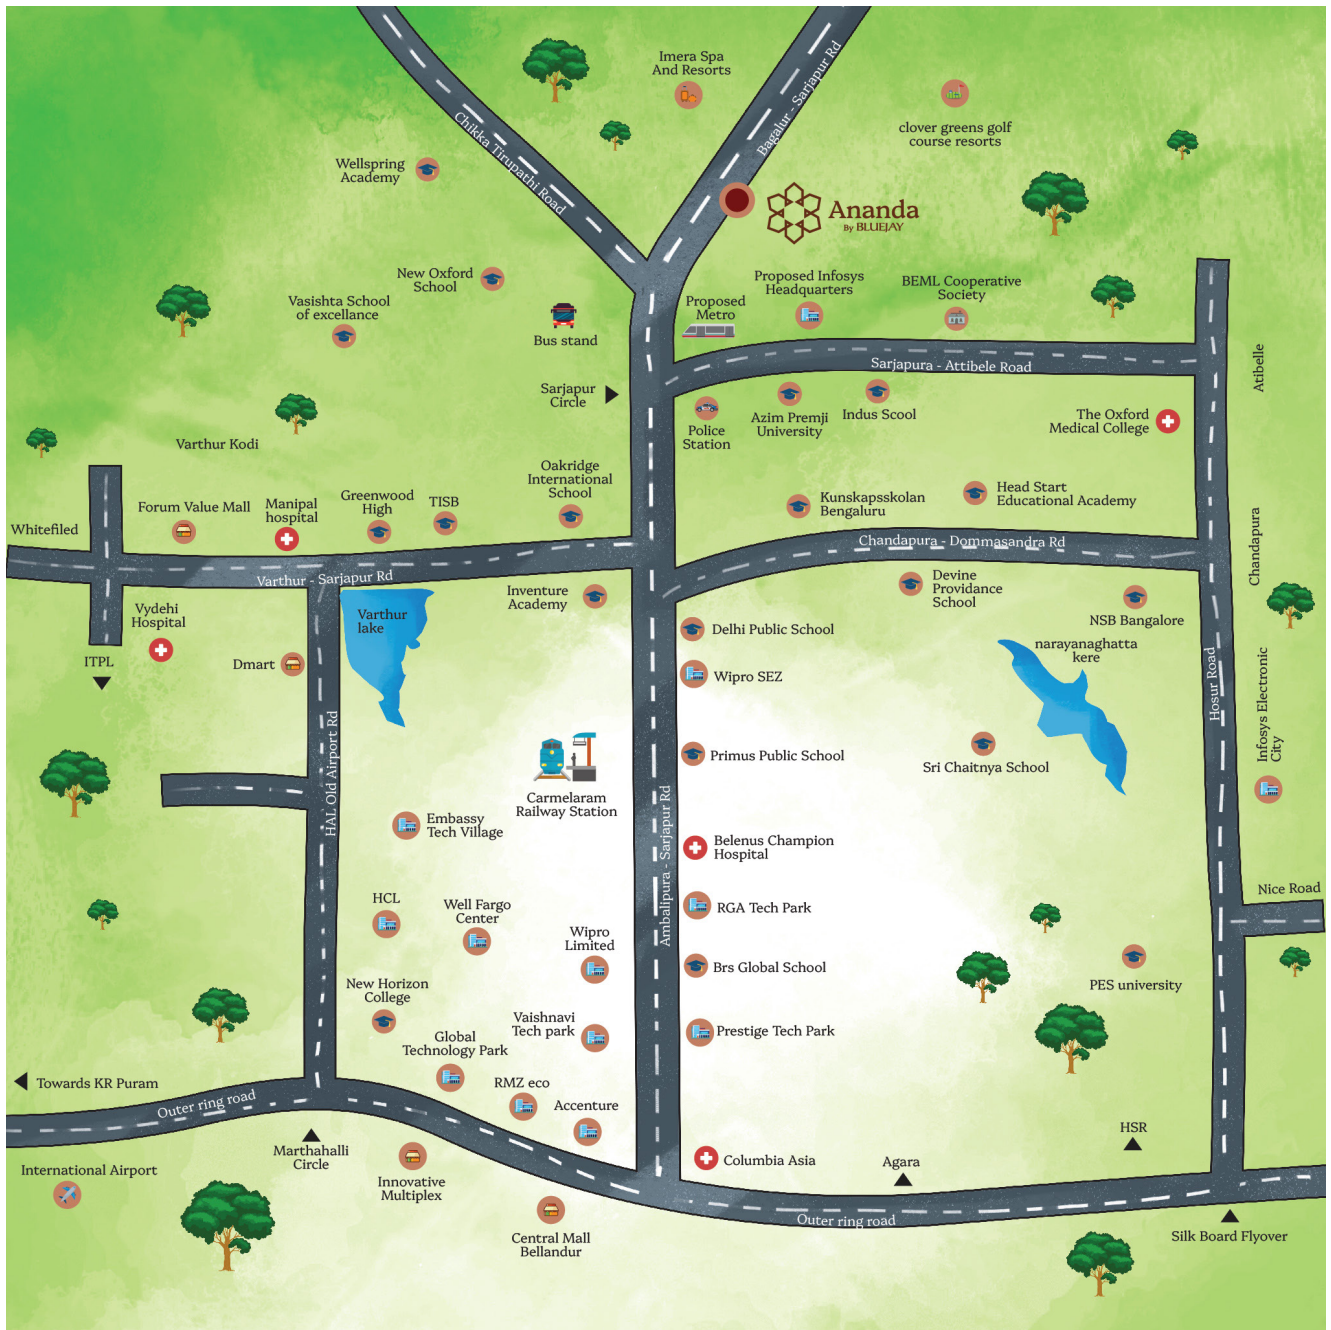 Imera Spa
And Resorts
Bagalur - Sarjapur Rd
clover greens golf
course resorts
Chikka Tirupathi Road
Wellspring
Academy
Ananda
By BLUEJAY
New Oxford
School
Vasishta School
of excellance
Bus stand
Proposed
Metro
Proposed Infosys
Headquarters
BEML Cooperative
Society
Sarjapura - Attibele Road
Atibelle
Sarjapur
Circle
Police
Station
Azim Premji
University
Indus Scool
The Oxford
Medical College
Varthur Kodi
Oakridge
International
School
Whitefiled
Forum Value Mall
Manipal
hospital
Greenwood
High
TISB
Kunskapsskolan
Bengaluru
Head Start
Educational Academy
Chandapura
Chandapura - Dommasandra Rd
Varthur - Sarjapur Rd
Vydehi
Hospital
Varthur
lake
Inventure
Academy
Devine
Providance
School
NSB Bangalore
Delhi Public School
ITPL
Dmart
Wipro SEZ
narayanaghatta
kere
Hosur Road
Infosys Electronic
City
HAL Old Airport Rd
Primus Public School
Sri Chaitnya School
Carmelaram
Railway Station
Embassy
Tech Village
Ambalipura - Sarjapur Rd
Belenus Champion
Hospital
HCL
Well Fargo
Center
RGA Tech Park
Nice Road
Wipro
Limited
Brs Global School
PES university
New Horizon
College
Vaishnavi
Tech park
Prestige Tech Park
Global
Technology Park
Towards KR Puram
RMZ eco
Accenture
Outer ring road
Marthahalli
Circle
HSR
International Airport
Innovative
Multiplex
Columbia Asia
Agara
Outer ring road
Central Mall
Bellandur
Silk Board Flyover